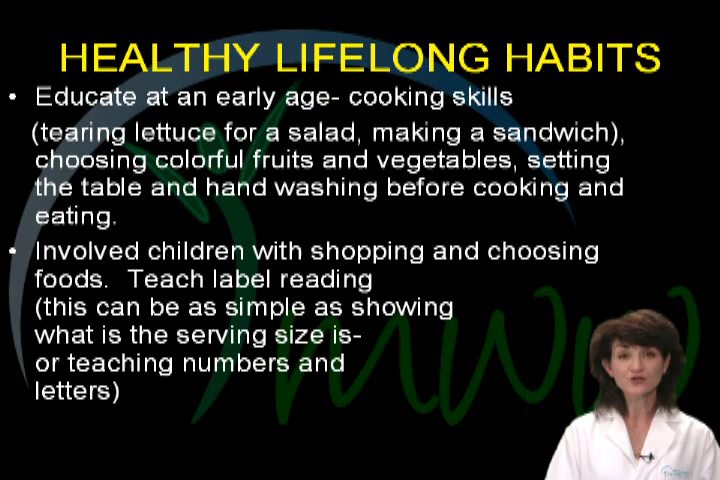 HEALTHY LIFELONG HABITS
• Educate at an early age- cooking skills
(tearing lettuce for a salad, making a sandwich),
choosing colorful fruits and vegetables, setting
the table and hand washing before cooking and
eating.
• Involved children with shopping and choosing
foods. Teach label reading
(this can be as simple as showing
what is the serving size is-
or teaching numbers and
letters)
mww